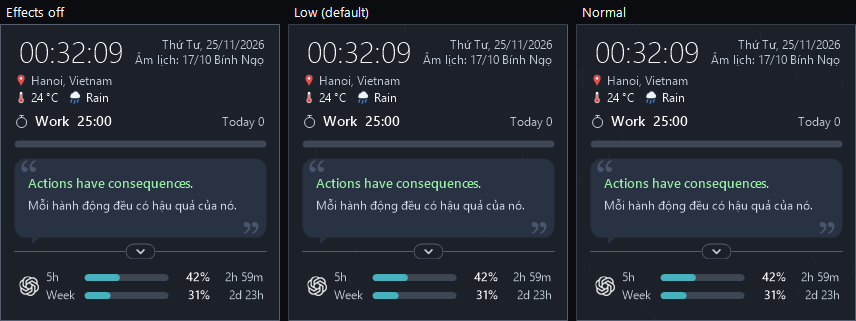 Effects off
00:32:09
Thứ Tư, 25/11/2026
Âm lịch: 17/10 Bính Ngọ
Hanoi, Vietnam
24 °C Rain
Work 25:00
Today 0
“
Actions have consequences.
Mỗi hành động đều có hậu quả của nó.
”
5h 42% 2h 59m
Week 31% 2d 23h
Low (default)
00:32:09
Thứ Tư, 25/11/2026
Âm lịch: 17/10 Bính Ngọ
Hanoi, Vietnam
24 °C Rain
Work 25:00
Today 0
“
Actions have consequences.
Mỗi hành động đều có hậu quả của nó.
”
5h 42% 2h 59m
Week 31% 2d 23h
Normal
00:32:09
Thứ Tư, 25/11/2026
Âm lịch: 17/10 Bính Ngọ
Hanoi, Vietnam
24 °C Rain
Work 25:00
Today 0
“
Actions have consequences.
Mỗi hành động đều có hậu quả của nó.
”
5h 42% 2h 59m
Week 31% 2d 23h